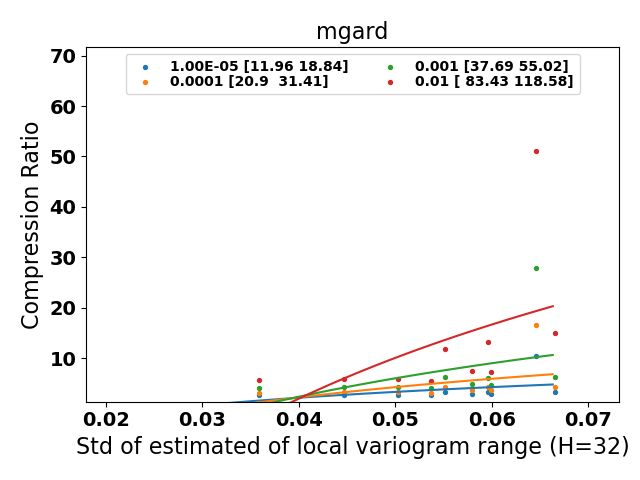 mgard
1.00E-05 [11.96 18.84]
0.0001 [20.9  31.41]
0.001 [37.69 55.02]
0.01 [ 83.43 118.58]
Compression Ratio
70
60
50
40
30
20
10
0.02 0.03 0.04 0.05 0.06 0.07
Std of estimated of local variogram range (H=32)